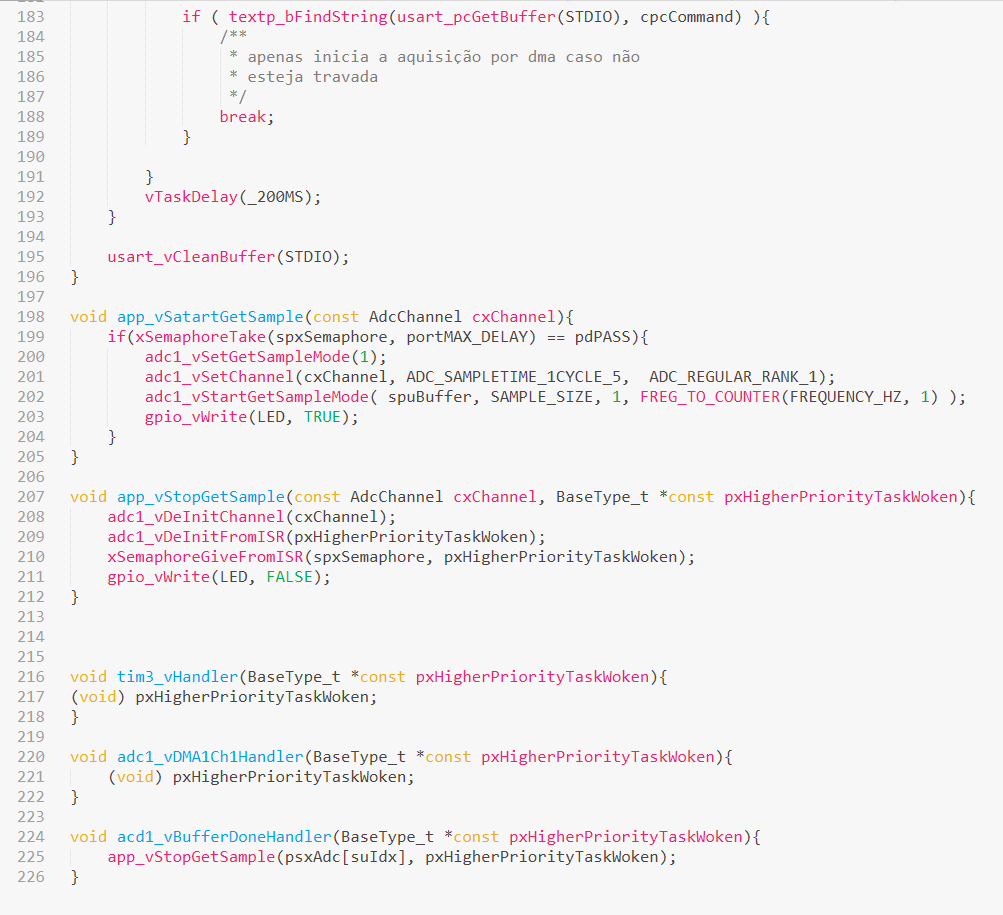 183 if ( textp_bFindString(usart_pcGetBuffer(STDIO), cpcCommand) ){
184 /**
185 * apenas inicia a aquisição por dma caso não
186 * esteja travada
187 */
188 break;
189 }
190
191 }
192 vTaskDelay(_200MS);
193 }
194
195 usart_vCleanBuffer(STDIO);
196 }
197
198 void app_vSatartGetSample(const AdcChannel cxChannel){
199 if(xSemaphoreTake(spxSemaphore, portMAX_DELAY) == pdPASS){
200 adc1_vSetGetSampleMode(1);
201 adc1_vSetChannel(cxChannel, ADC_SAMPLETIME_1CYCLE_5,  ADC_REGULAR_RANK_1);
202 adc1_vStartGetSampleMode( spuBuffer, SAMPLE_SIZE, 1, FREG_TO_COUNTER(FREQUENCY_HZ, 1) );
203 gpio_vWrite(LED, TRUE);
204 }
205 }
206
207 void app_vStopGetSample(const AdcChannel cxChannel, BaseType_t *const pxHigherPriorityTaskWoken){
208 adc1_vDeInitChannel(cxChannel);
209 adc1_vDeInitFromISR(pxHigherPriorityTaskWoken);
210 xSemaphoreGiveFromISR(spxSemaphore, pxHigherPriorityTaskWoken);
211 gpio_vWrite(LED, FALSE);
212 }
213
214
215
216 void tim3_vHandler(BaseType_t *const pxHigherPriorityTaskWoken){
217 (void) pxHigherPriorityTaskWoken;
218 }
219
220 void adc1_vDMA1Ch1Handler(BaseType_t *const pxHigherPriorityTaskWoken){
221 (void) pxHigherPriorityTaskWoken;
222 }
223
224 void acd1_vBufferDoneHandler(BaseType_t *const pxHigherPriorityTaskWoken){
225 app_vStopGetSample(psxAdc[suIdx], pxHigherPriorityTaskWoken);
226 }